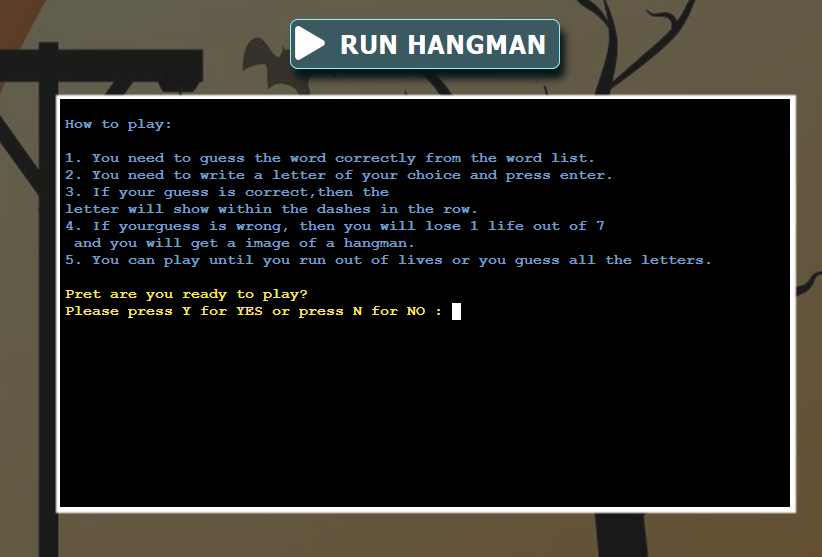 RUN HANGMAN
How to play:
1. You need to guess the word correctly from the word list.
2. You need to write a letter of your choice and press enter.
3. If your guess is correct,then the
letter will show within the dashes in the row.
4. If yourguess is wrong, then you will lose 1 life out of 7
and you will get a image of a hangman.
5. You can play until you run out of lives or you guess all the letters.
Pret are you ready to play?
Please press Y for YES or press N for NO :